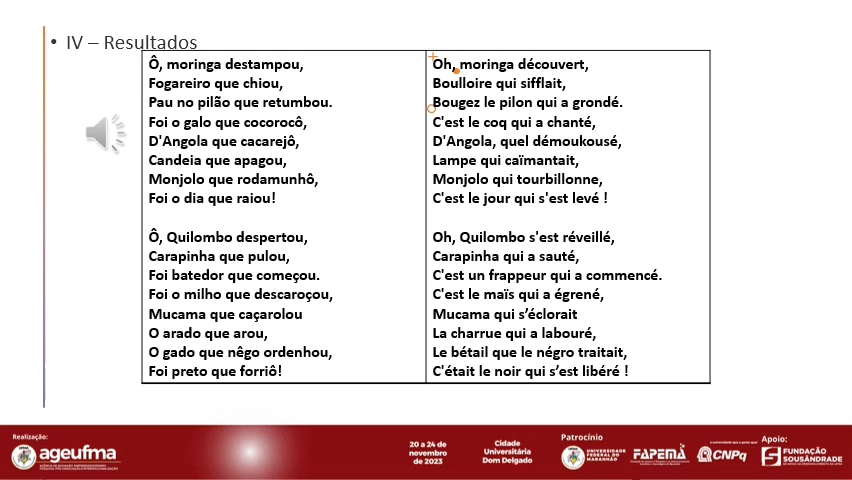 • IV – Resultados
Ô, moringa destampou,
Fogareiro que chiou,
Pau no pilão que retumbou.
Foi o galo que cocorocô,
D'Angola que cacarejô,
Candeia que apagou,
Monjolo que rodamunhô,
Foi o dia que raiou!
Ô, Quilombo despertou,
Carapinha que pulou,
Foi batedor que começou.
Foi o milho que descaroçou,
Mucama que caçarolou
O arado que arou,
O gado que nêgo ordenhou,
Foi preto que forriô!
Oh, moringa découvert,
Boulloire qui sifflait,
Bougez le pilon qui a grondé.
C'est le coq qui a chanté,
D'Angola, quel démoukousé,
Lampe qui caïmantait,
Monjolo qui tourbillonne,
C'est le jour qui s'est levé !
Oh, Quilombo s'est réveillé,
Carapinha qui a sauté,
C'est un frappeur qui a commencé.
C'est le maïs qui a égrené,
Mucama qui s’éclorait
La charrue qui a labouré,
Le bétail que le négro traitait,
C'était le noir qui s’est libéré !
Realização:
ageufma
20 a 24 de
novembro
de 2023
Cidade
Universitária
Dom Delgado
Patrocínio
UNIVERSIDADE
FEDERAL DO
MARANHÃO
FAPEMA
CNPq
Apoio:
FUNDAÇÃO
SOUSÂNDRADE